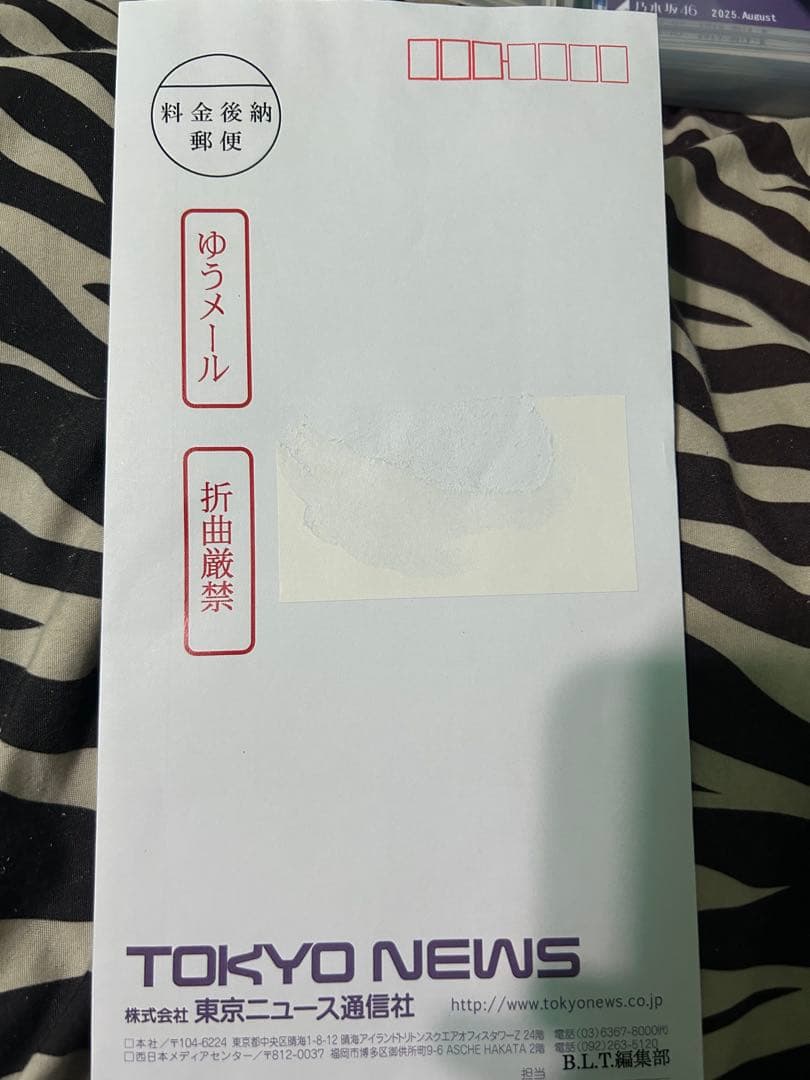 乃木坂46 2025.August
料金後納
郵便
ゆうメール
折曲厳禁
TOKYO NEWS
株式会社 東京ニュース通信社 http://www.tokyonews.co.jp
□本社/〒104-6224 東京都中央区晴海1-8-12 晴海アイランドトリトンスクエアオフィスタワーZ 24階 電話(03)6367-8000㈹
□西日本メディアセンター/〒812-0037 福岡市博多区御供所町9-6 ASCHE HAKATA 2階 電話(092)263-5120
担当 B.L.T.編集部